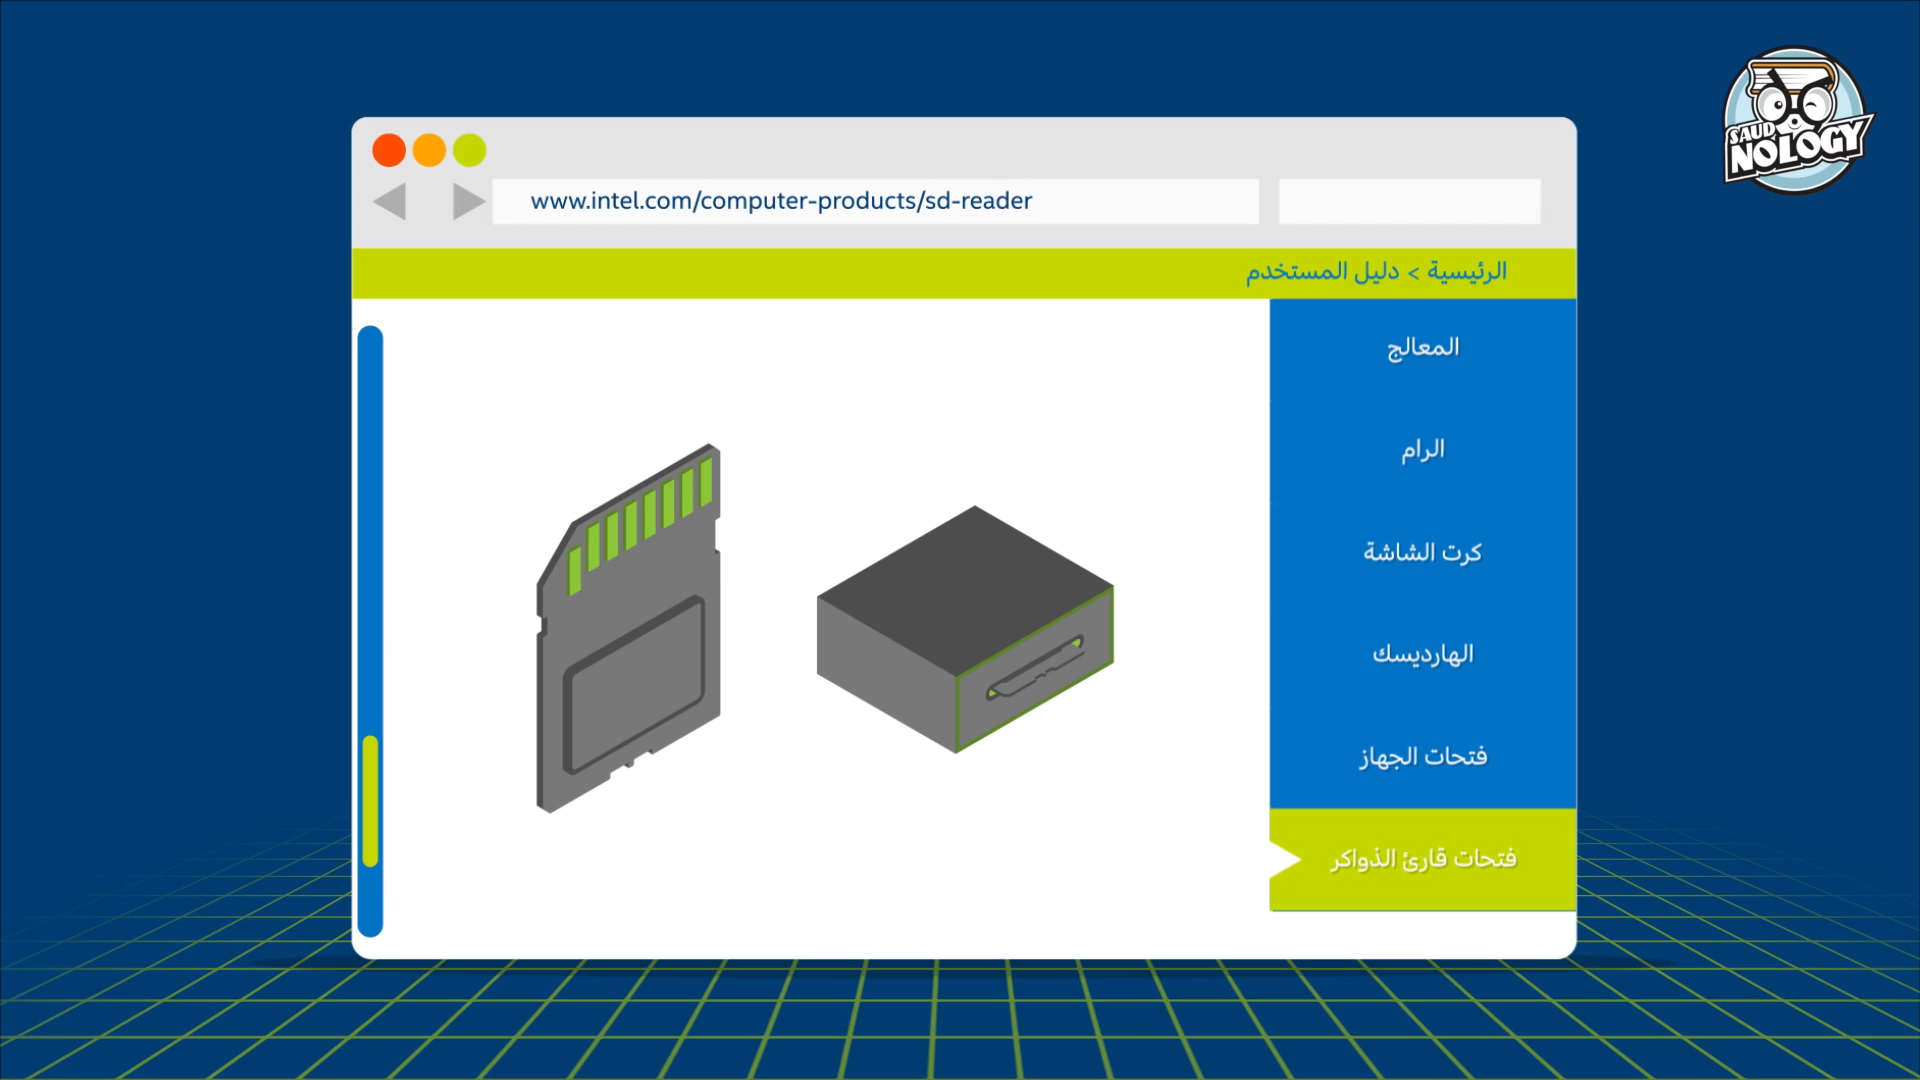 SAUD
NOLOGY
www.intel.com/computer-products/sd-reader
الرئيسية > دليل المستخدم
المعالج
الرام
كرت الشاشة
الهارديسك
فتحات الجهاز
فتحات قارئ الذواكر